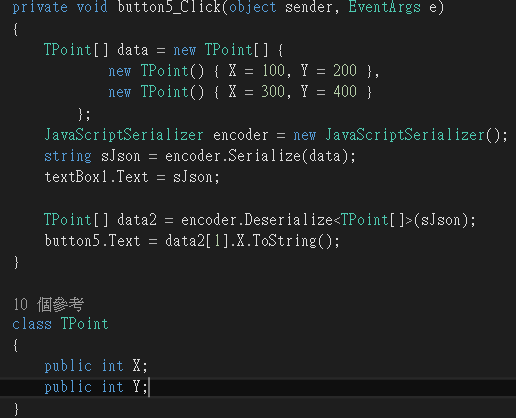 private void button5_Click(object sender, EventArgs e)
{
TPoint[] data = new TPoint[] {
new TPoint() { X = 100, Y = 200 },
new TPoint() { X = 300, Y = 400 }
};
JavaScriptSerializer encoder = new JavaScriptSerializer();
string sJson = encoder.Serialize(data);
textBox1.Text = sJson;
TPoint[] data2 = encoder.Deserialize<TPoint[]>(sJson);
button5.Text = data2[1].X.ToString();
}
10 個參考
class TPoint
{
public int X;
public int Y;
}